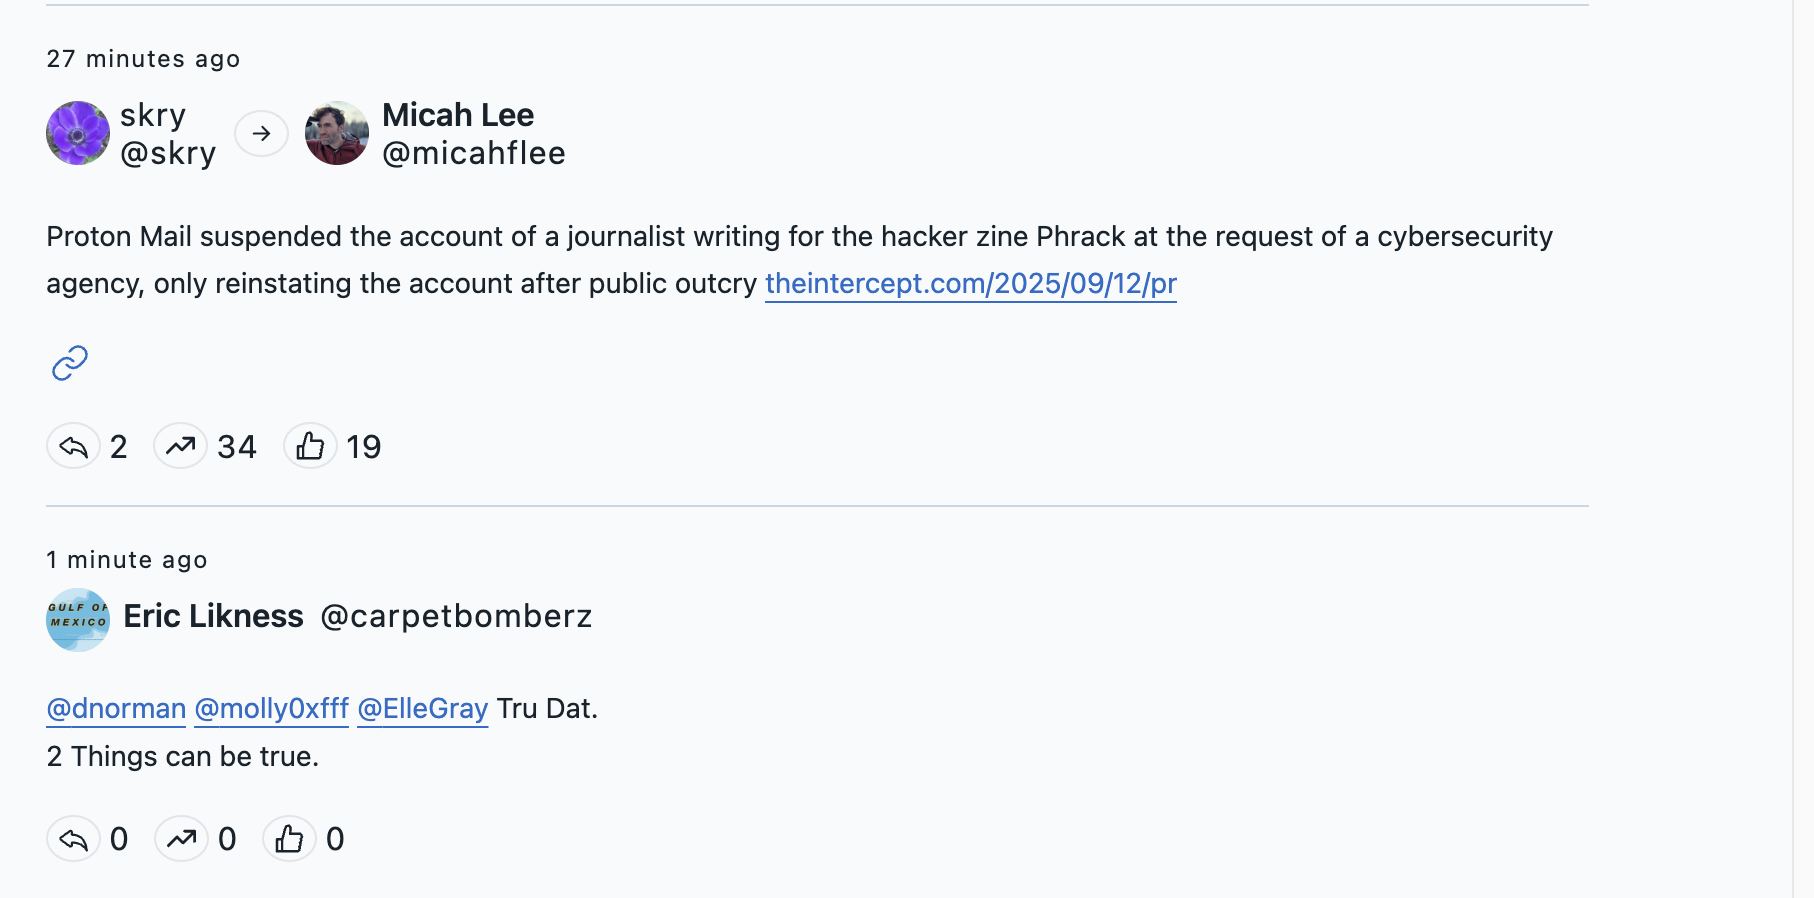 27 minutes ago
skry
@skry
Micah Lee
@micahflee
Proton Mail suspended the account of a journalist writing for the hacker zine Phrack at the request of a cybersecurity
agency, only reinstating the account after public outcry theintercept.com/2025/09/12/pr
2 34 19
1 minute ago
GULF OF
MEXICO
Eric Likness @carpetbomberz
@dnorman @molly0xfff @ElleGray Tru Dat.
2 Things can be true.
0 0 0